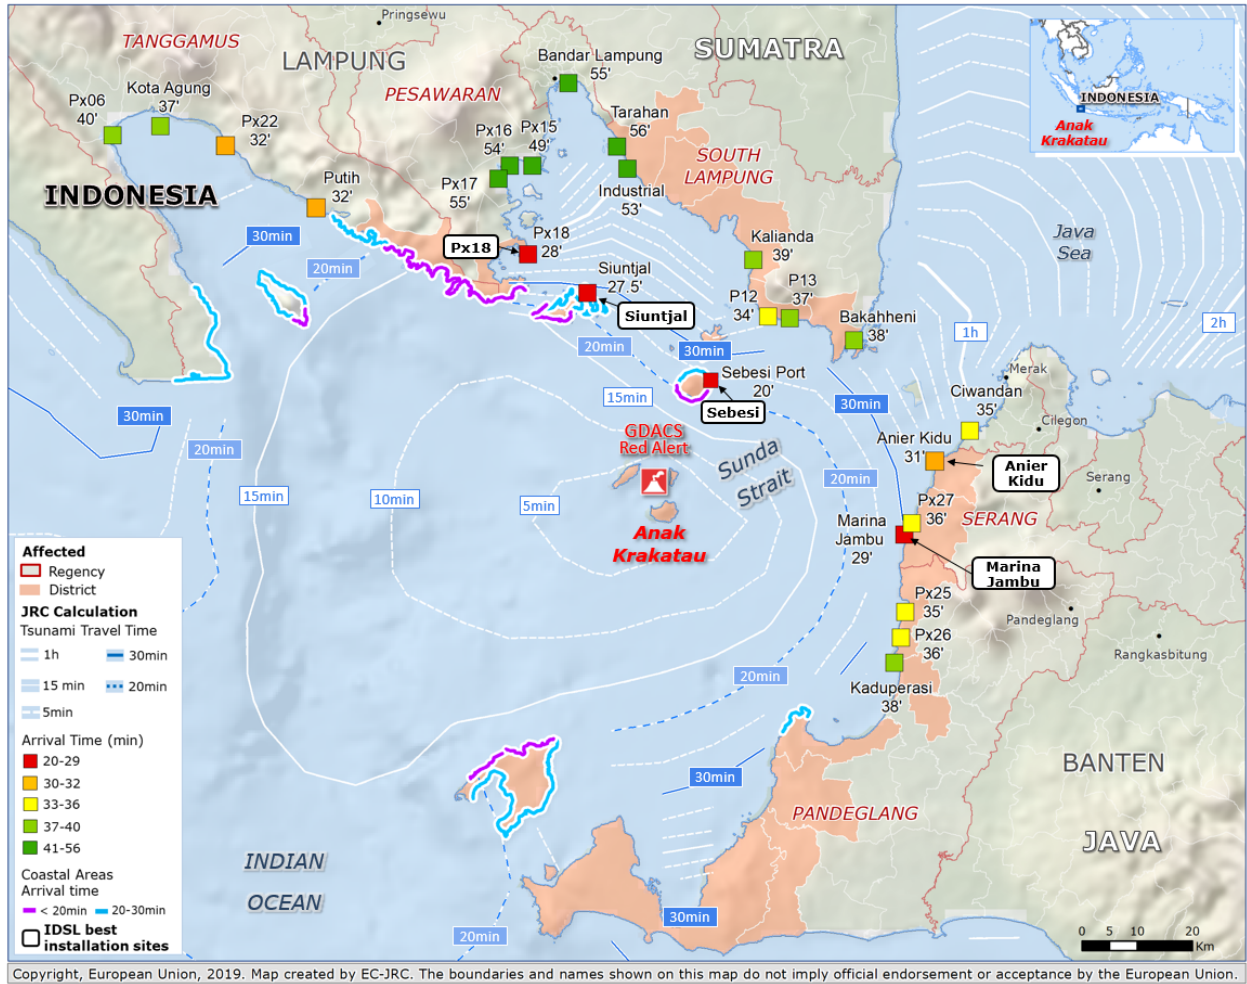 Pringsewu
TANGGAMUS
LAMPUNG
SUMATRA
Bandar Lampung
55'
INDONESIA
Anak
Krakatau
Kota Agung
37'
Px06
40'
PESAWARAN
Px22
32'
Px16
54'
Px15
49'
Tarahan
56'
SOUTH
LAMPUNG
INDONESIA
Putih
32'
Px17
55'
Industrial
53'
30min
20min
Px18
Px18
28'
Kalianda
39'
Java
Sea
Siuntjal
27.5'
P13
37'
P12
34'
Siuntjal
Bakahheni
38'
1h
2h
20min
30min
Merak
Sebesi Port
20'
Ciwandan
35'
15min
Sebesi
30min
30min
Cilegon
20min
GDACS
Red Alert
Anier Kidu
31'
Sunda
Strait
Anier
Kidu
Serang
20min
15min
10min
5min
Px27
36'
SERANG
Marina
Jambu
29'
Anak
Krakatau
Marina
Jambu
Px25
35'
Pandeglang
Px26
36'
Rangkasbitung
20min
Kaduperasi
38'
BANTEN
30min
PANDEGLANG
JAVA
INDIAN
OCEAN
30min
20min
Affected
Regency
District
JRC Calculation
Tsunami Travel Time
1h
30min
15 min
20min
5min
Arrival Time (min)
20-29
30-32
33-36
37-40
41-56
Coastal Areas
Arrival time
< 20min
20-30min
IDSL best
installation sites
0 5 10 20
Km
Copyright, European Union, 2019. Map created by EC-JRC. The boundaries and names shown on this map do not imply official endorsement or acceptance by the European Union.